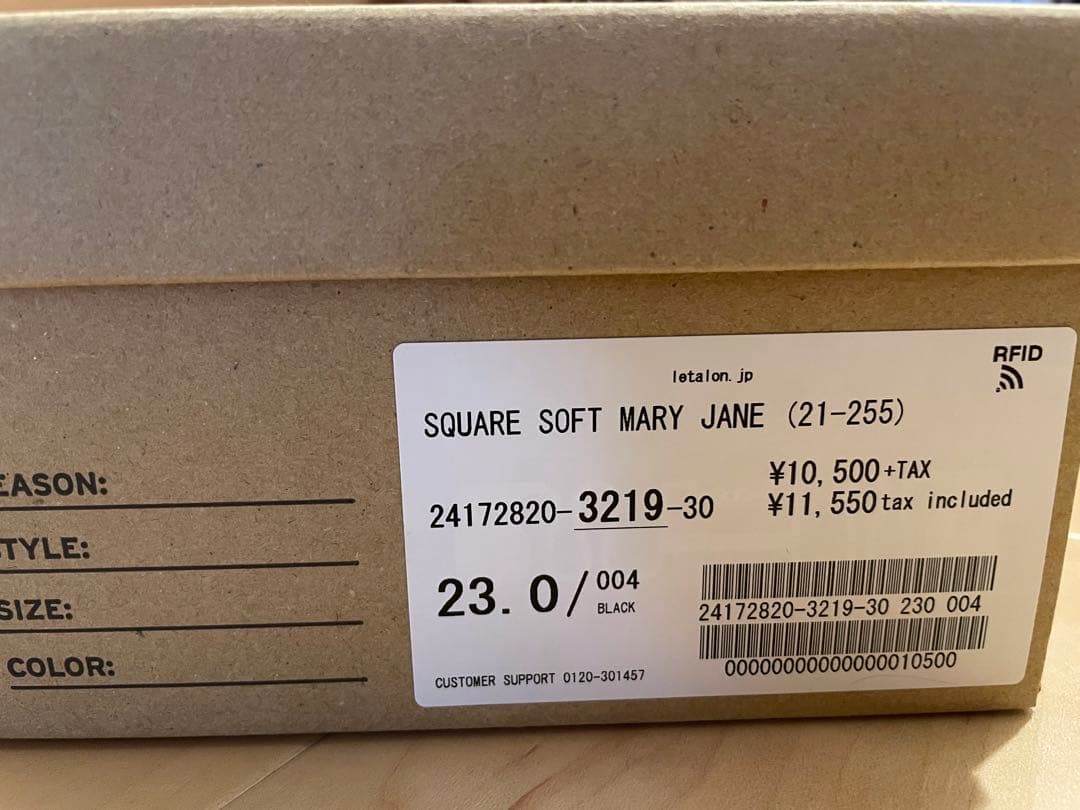 EASON:
STYLE:
SIZE:
COLOR:
RFID
letalon.jp
SQUARE SOFT MARY JANE (21-255)
¥10,500+TAX
24172820-3219-30
¥11,550 tax included
23.0/004
BLACK
24172820-3219-30 230 004
00000000000000010500
CUSTOMER SUPPORT 0120-301457